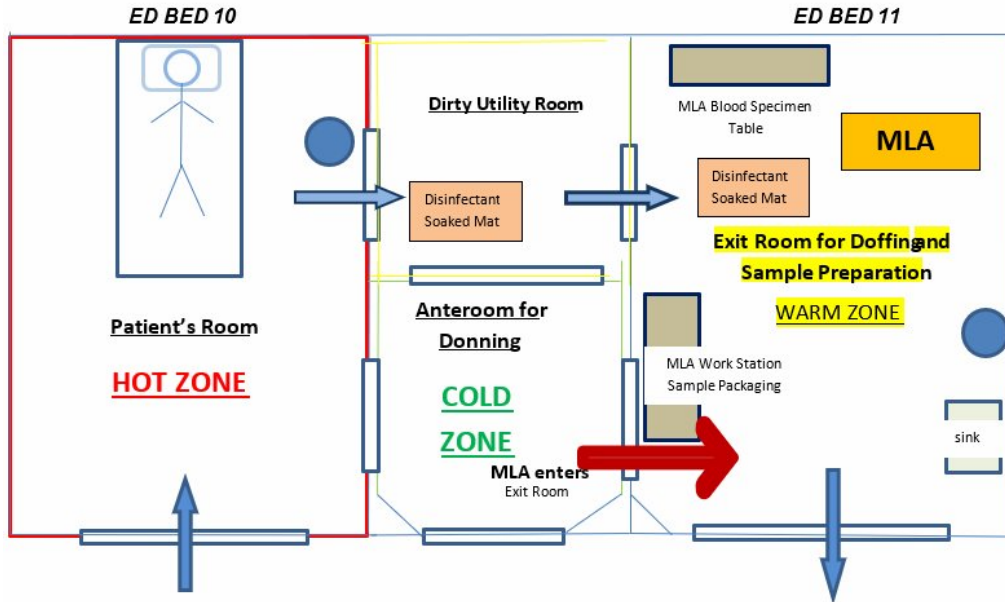 ED BED 10
ED BED 11
Dirty Utility Room
MLA Blood Specimen
Table
MLA
Disinfectant
Soaked Mat
Disinfectant
Soaked Mat
Exit Room for Doffing and
Sample Preparation
WARM ZONE
Patient's Room
HOT ZONE
Anteroom for
Donning
COLD
ZONE
MLA Work Station
Sample Packaging
MLA enters
Exit Room
sink